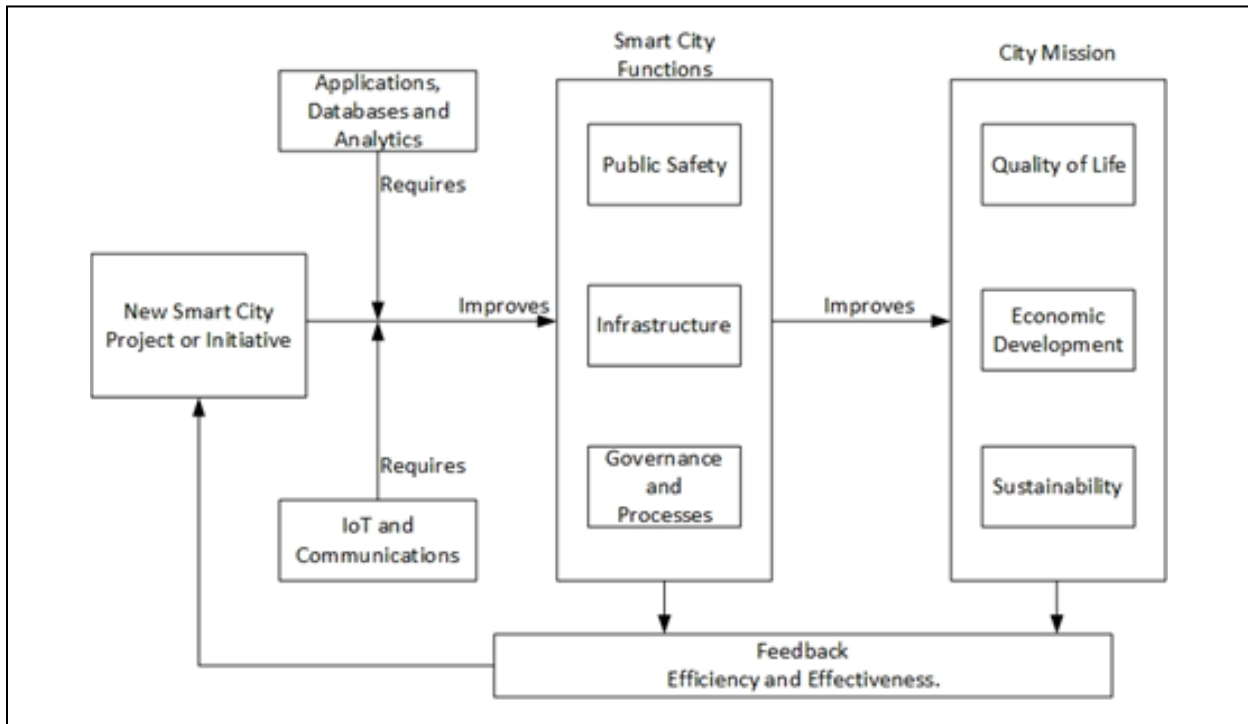 Smart City
Functions
City Mission
Applications,
Databases and
Analytics
Requires
Public Safety
Quality of Life
New Smart City
Project or Initiative
Improves
Infrastructure
Improves
Economic
Development
Requires
IoT and
Communications
Governance
and
Processes
Sustainability
Feedback
Efficiency and Effectiveness.